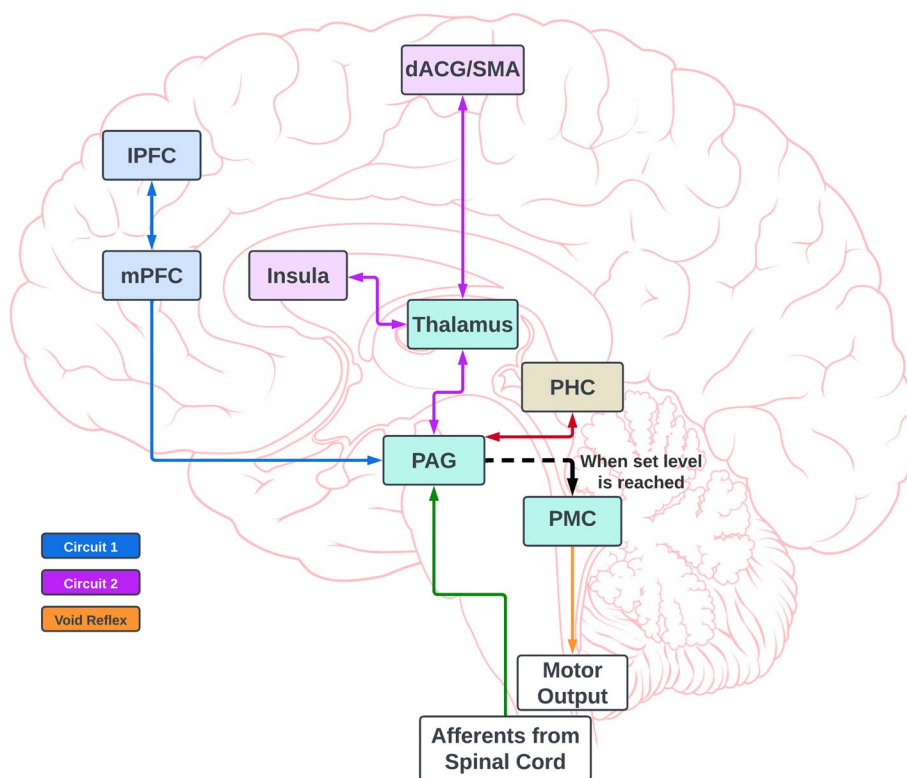 dACG/SMA
lPFC
mPFC
Insula
Thalamus
PHC
PAG
When set level
is reached
PMC
Circuit 1
Circuit 2
Void Reflex
Motor
Output
Afferents from
Spinal Cord